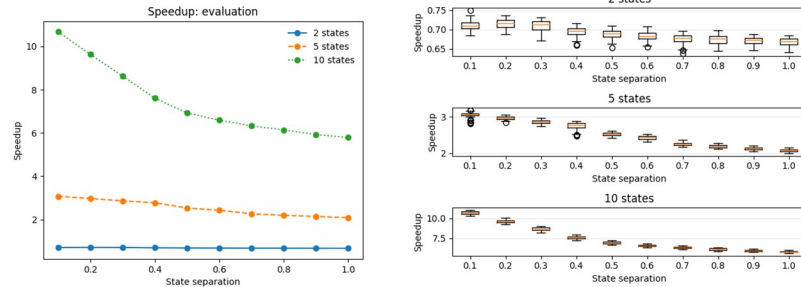 Speedup: evaluation
2 states
5 states
10 states
10
8
6
4
2
Speedup
0.2 0.4 0.6 0.8 1.0
State separation
2 states
0.75
0.70
0.65
Speedup
0.1 0.2 0.3 0.4 0.5 0.6 0.7 0.8 0.9 1.0
State separation
5 states
3
2
Speedup
0.1 0.2 0.3 0.4 0.5 0.6 0.7 0.8 0.9 1.0
State separation
10 states
10.0
7.5
Speedup
0.1 0.2 0.3 0.4 0.5 0.6 0.7 0.8 0.9 1.0
State separation